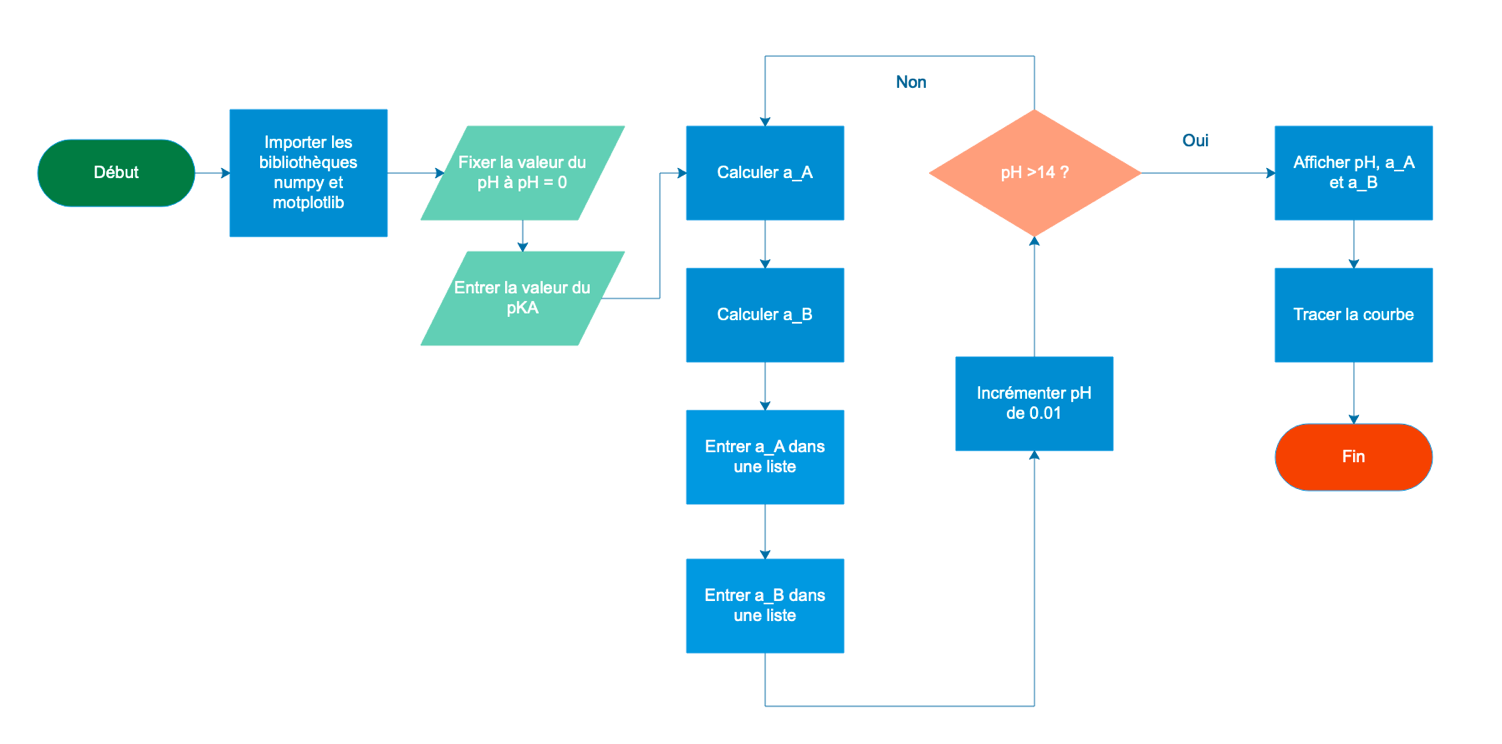 Début
Importer les
bibliothèques
numpy et
motplotlib
Fixer la valeur du
pH à pH = 0
Entrer la valeur du
pKA
Calculer a_A
Calculer a_B
Entrer a_A dans
une liste
Entrer a_B dans
une liste
Incrémenter pH
de 0.01
pH >14 ?
Non
Oui
Afficher pH, a_A
et a_B
Tracer la courbe
Fin